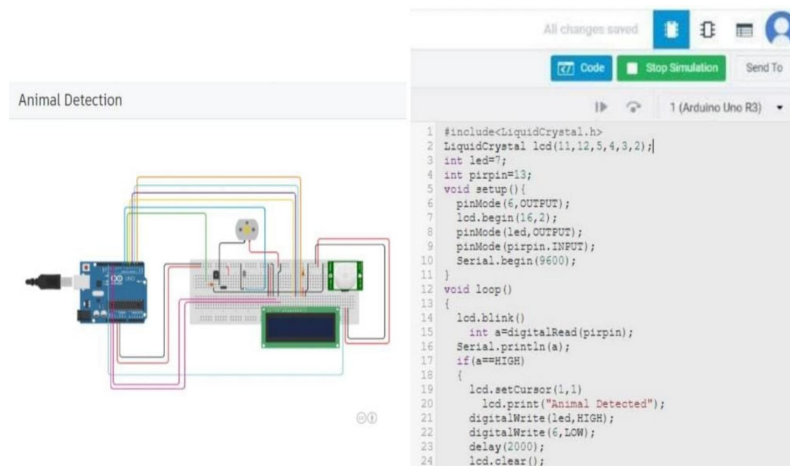 All changes saved
Code
Stop Simulation
Send To
Animal Detection
1 (Arduino Uno R3)
1 #include<LiquidCrystal.h>
2 LiquidCrystal lcd(11,12,5,4,3,2);
3 int led=7;
4 int pirpin=13;
5 void setup(){
6 pinMode(6,OUTPUT);
7 lcd.begin(16,2);
8 pinMode(led,OUTPUT);
9 pinMode(pirpin.INPUT);
10 Serial.begin(9600);
11 }
12 void loop()
13 {
14 lcd.blink()
15 int a=digitalRead(pirpin);
16 Serial.println(a);
17 if(a==HIGH)
18 {
19 lcd.setCursor(1,1)
20 lcd.print("Animal Detected");
21 digitalWrite(led,HIGH);
22 digitalWrite(6,LOW);
23 delay(2000);
24 lcd.clear();